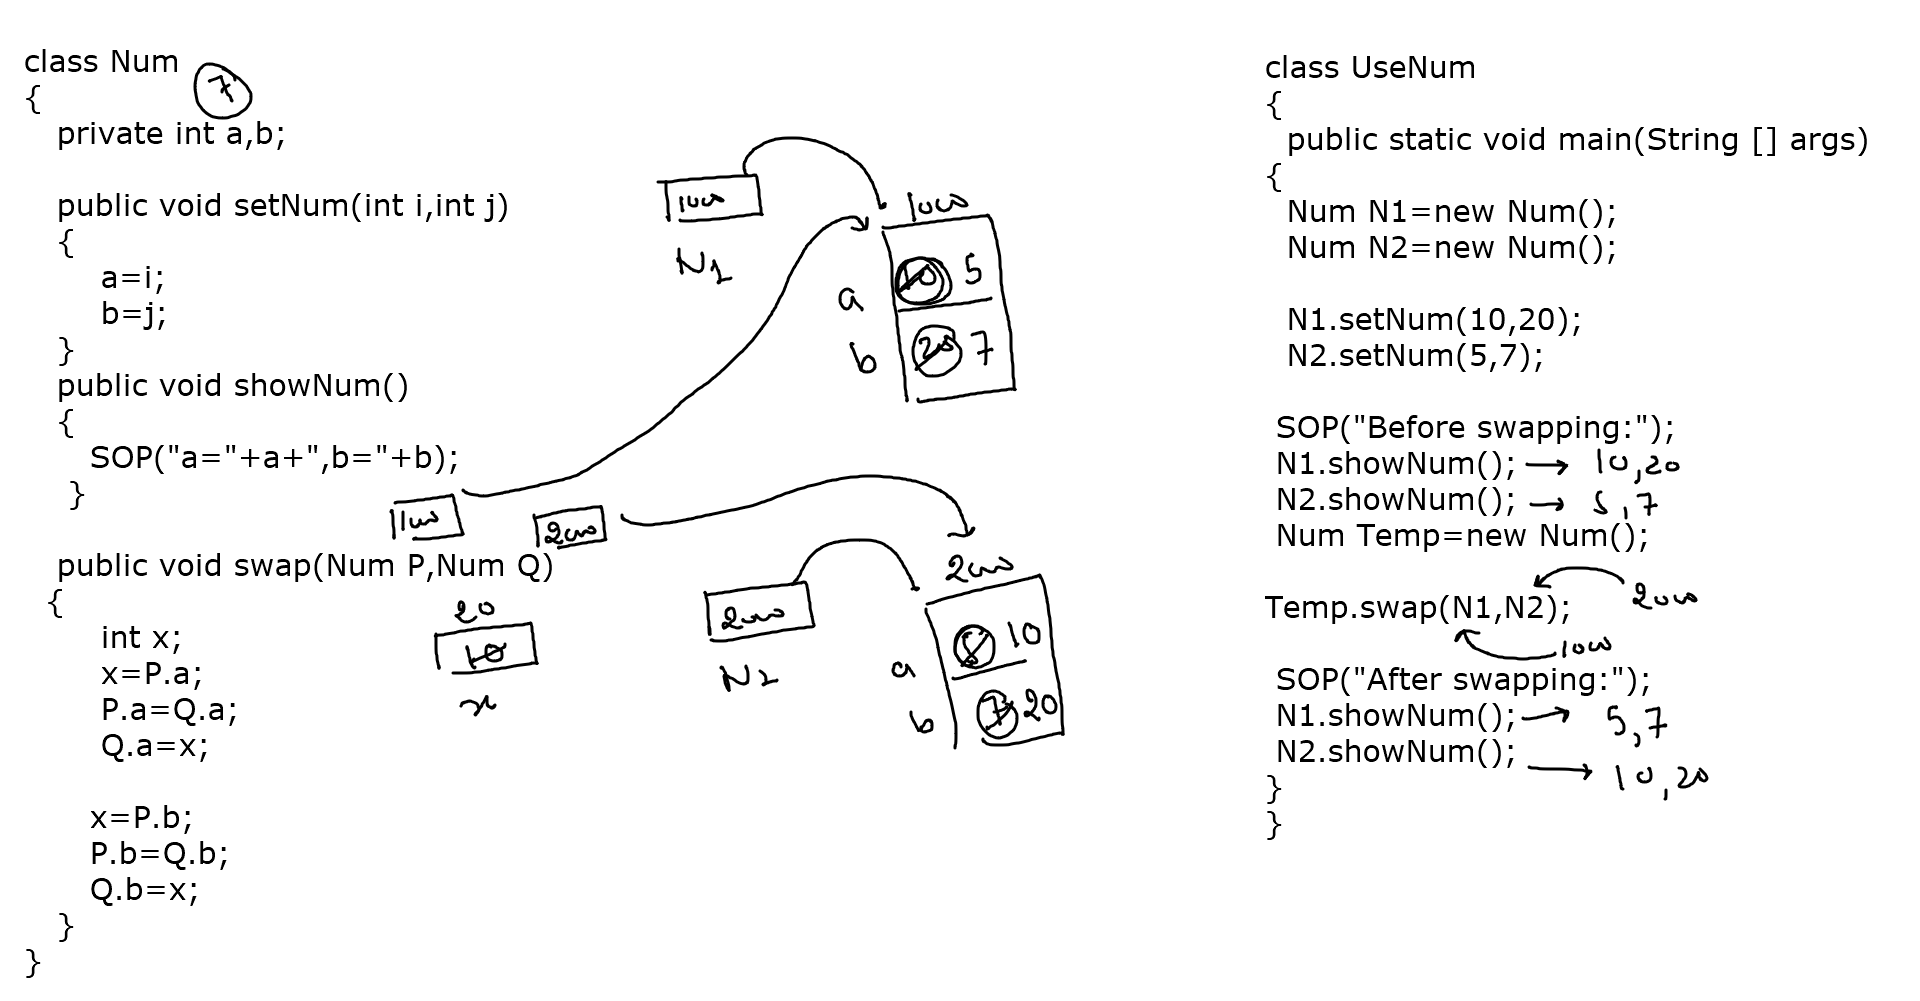 class Num
7
{
private int a,b;
public void setNum(int i,int j)
{
a=i;
b=j;
}
public void showNum()
{
SOP("a="+a+",b="+b);
}
1000
2000
public void swap(Num P,Num Q)
{
int x;
x=P.a;
P.a=Q.a;
Q.a=x;
x=P.b;
P.b=Q.b;
Q.b=x;
}
}
20
10
x
1000
N1
1000
a 10 5
b 20 7
2000
N2
2000
a 5 10
b 7 20
class UseNum
{
public static void main(String [] args)
{
Num N1=new Num();
Num N2=new Num();
N1.setNum(10,20);
N2.setNum(5,7);
SOP("Before swapping:");
N1.showNum(); → 10,20
N2.showNum(); → 5,7
Num Temp=new Num();
Temp.swap(N1,N2); 2000
1000
SOP("After swapping:");
N1.showNum(); → 5,7
N2.showNum(); → 10,20
}
}